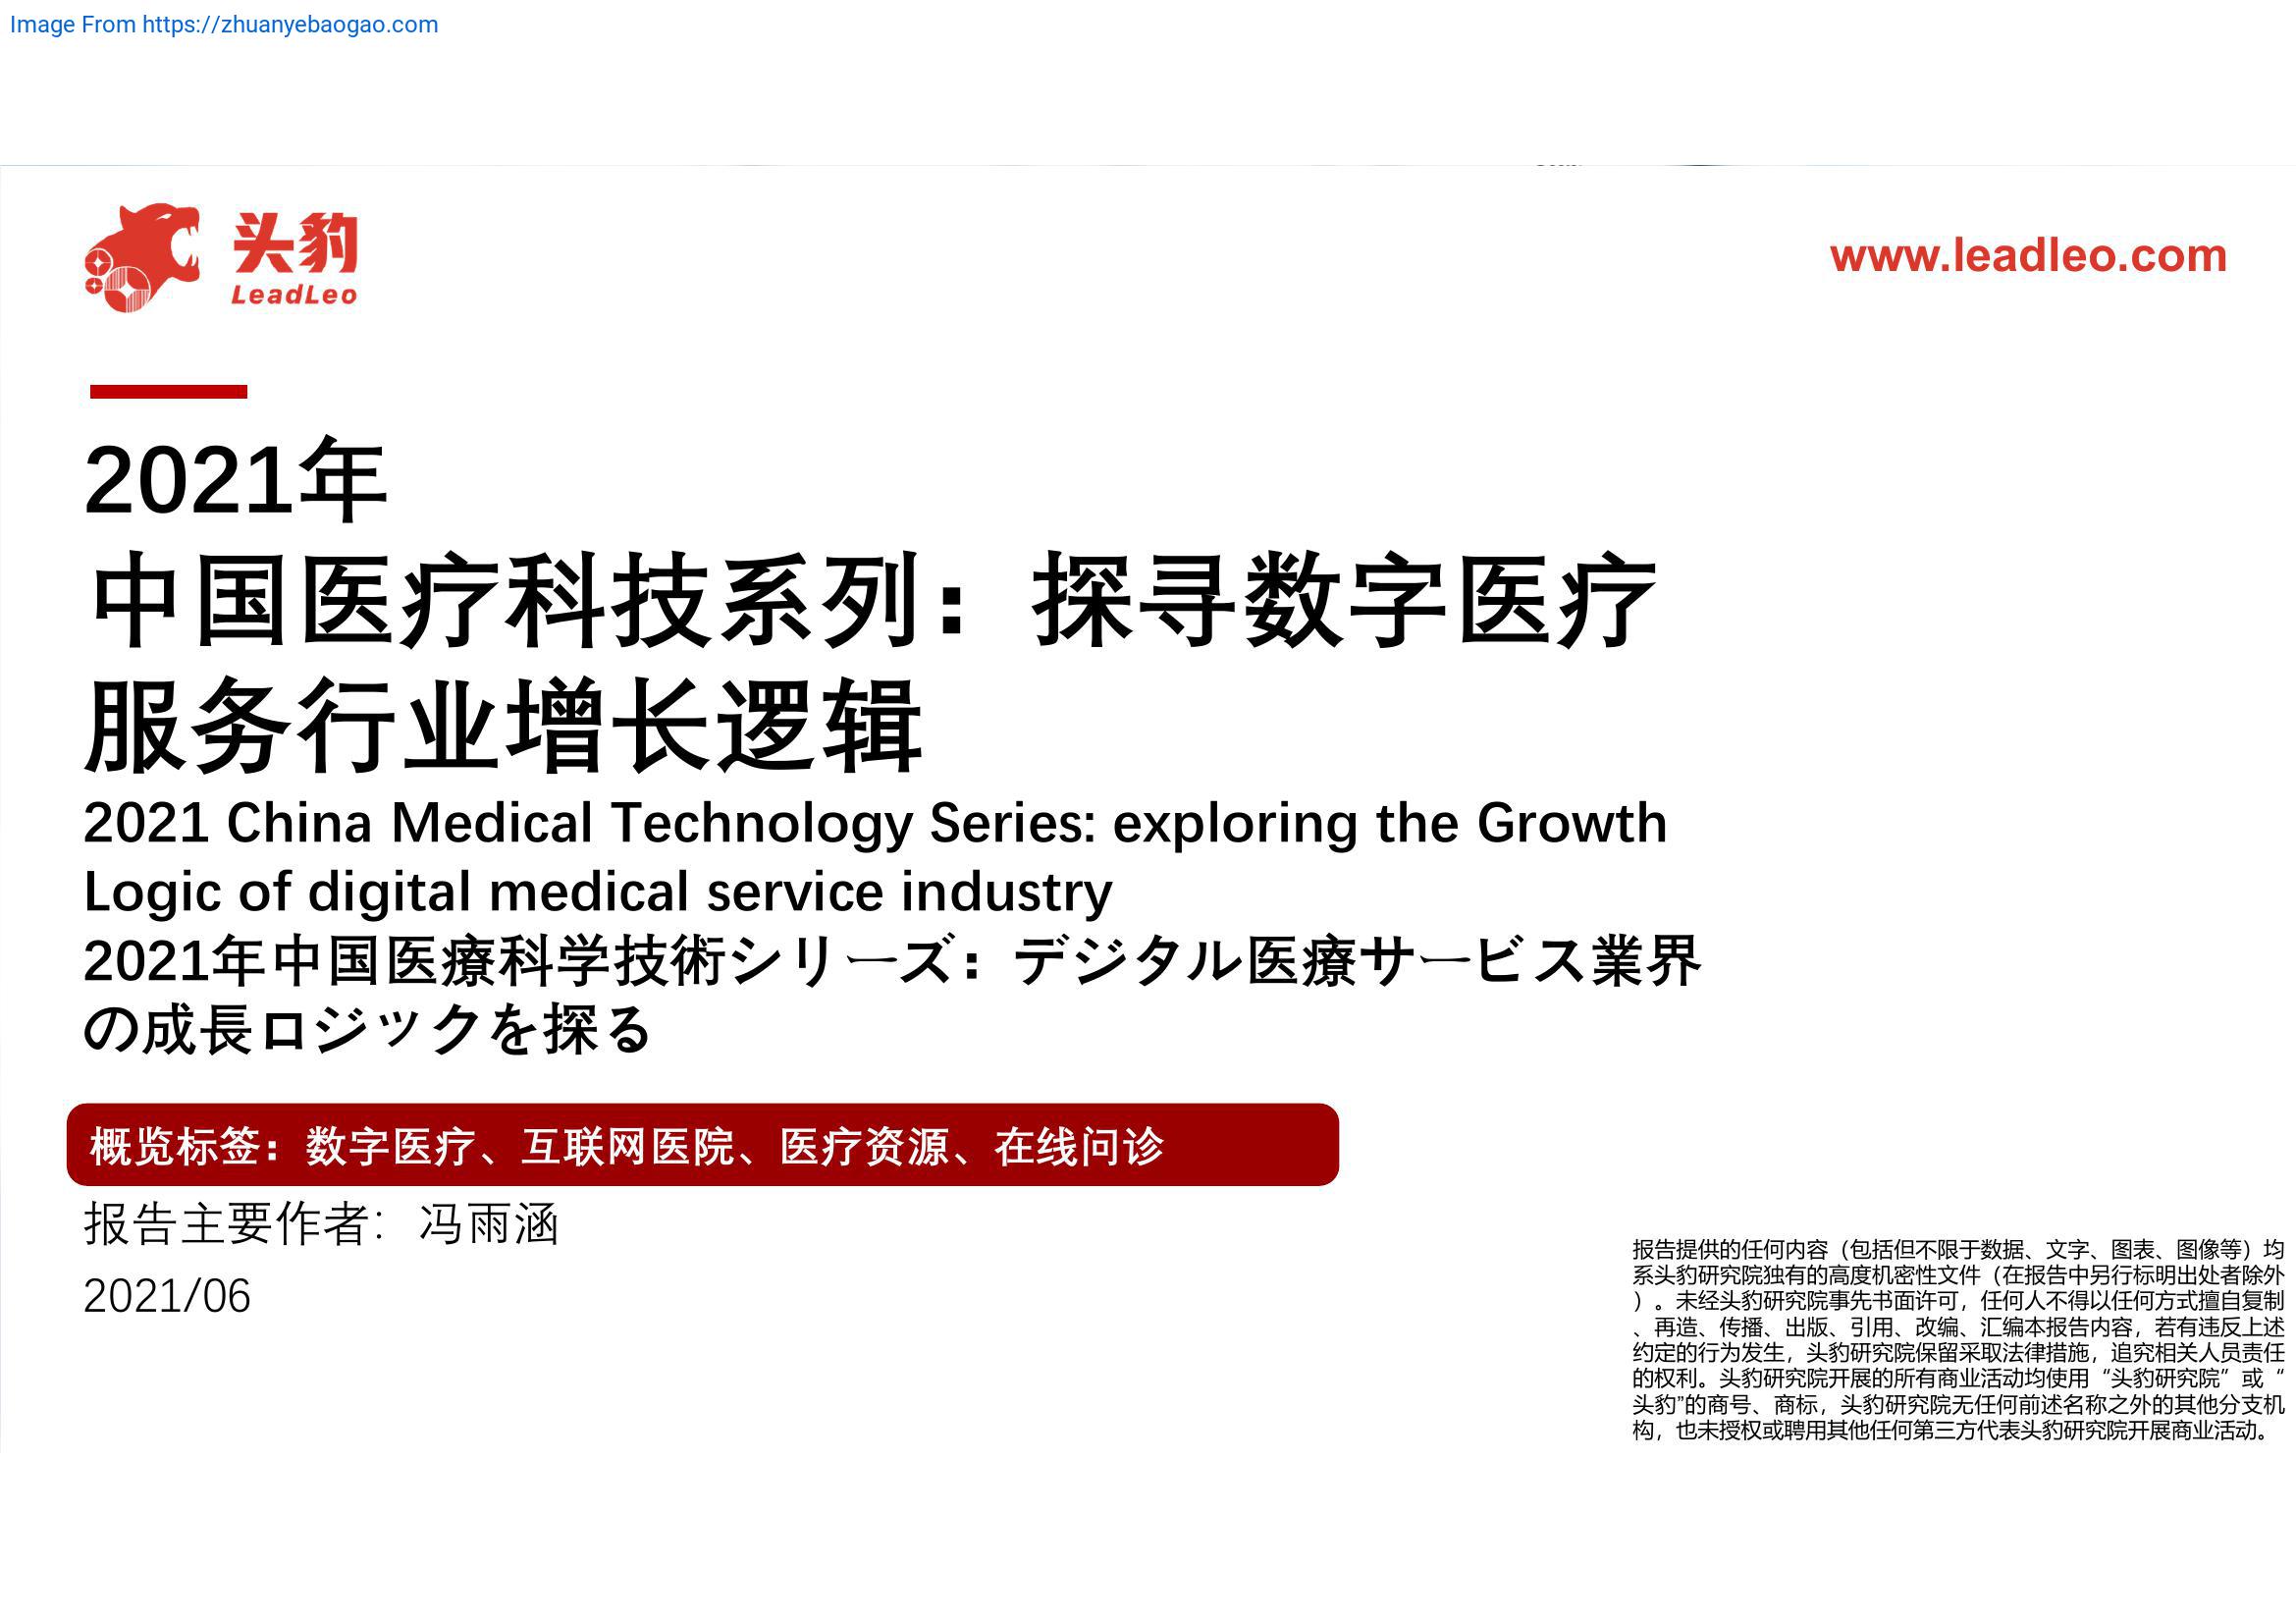 Image From https://zhuanyebaogao.com
头豹
LeadLeo
www.leadleo.com
2021年
中国医疗科技系列：探寻数字医疗
服务行业增长逻辑
2021 China Medical Technology Series: exploring the Growth
Logic of digital medical service industry
2021年中国医療科学技術シリーズ：デジタル医療サービス業界
の成長ロジックを探る
概览标签：数字医疗、互联网医院、医疗资源、在线问诊
报告主要作者：冯雨涵
2021/06
报告提供的任何内容（包括但不限于数据、文字、图表、图像等）均
系头豹研究院独有的高度机密性文件（在报告中另行标明出处者除外
）。未经头豹研究院事先书面许可，任何人不得以任何方式擅自复制
、再造、传播、出版、引用、改编、汇编本报告内容，若有违反上述
约定的行为发生，头豹研究院保留采取法律措施，追究相关人员责任
的权利。头豹研究院开展的所有商业活动均使用“头豹研究院”或“
头豹”的商号、商标，头豹研究院无任何前述名称之外的其他分支机
构，也未授权或聘用其他任何第三方代表头豹研究院开展商业活动。